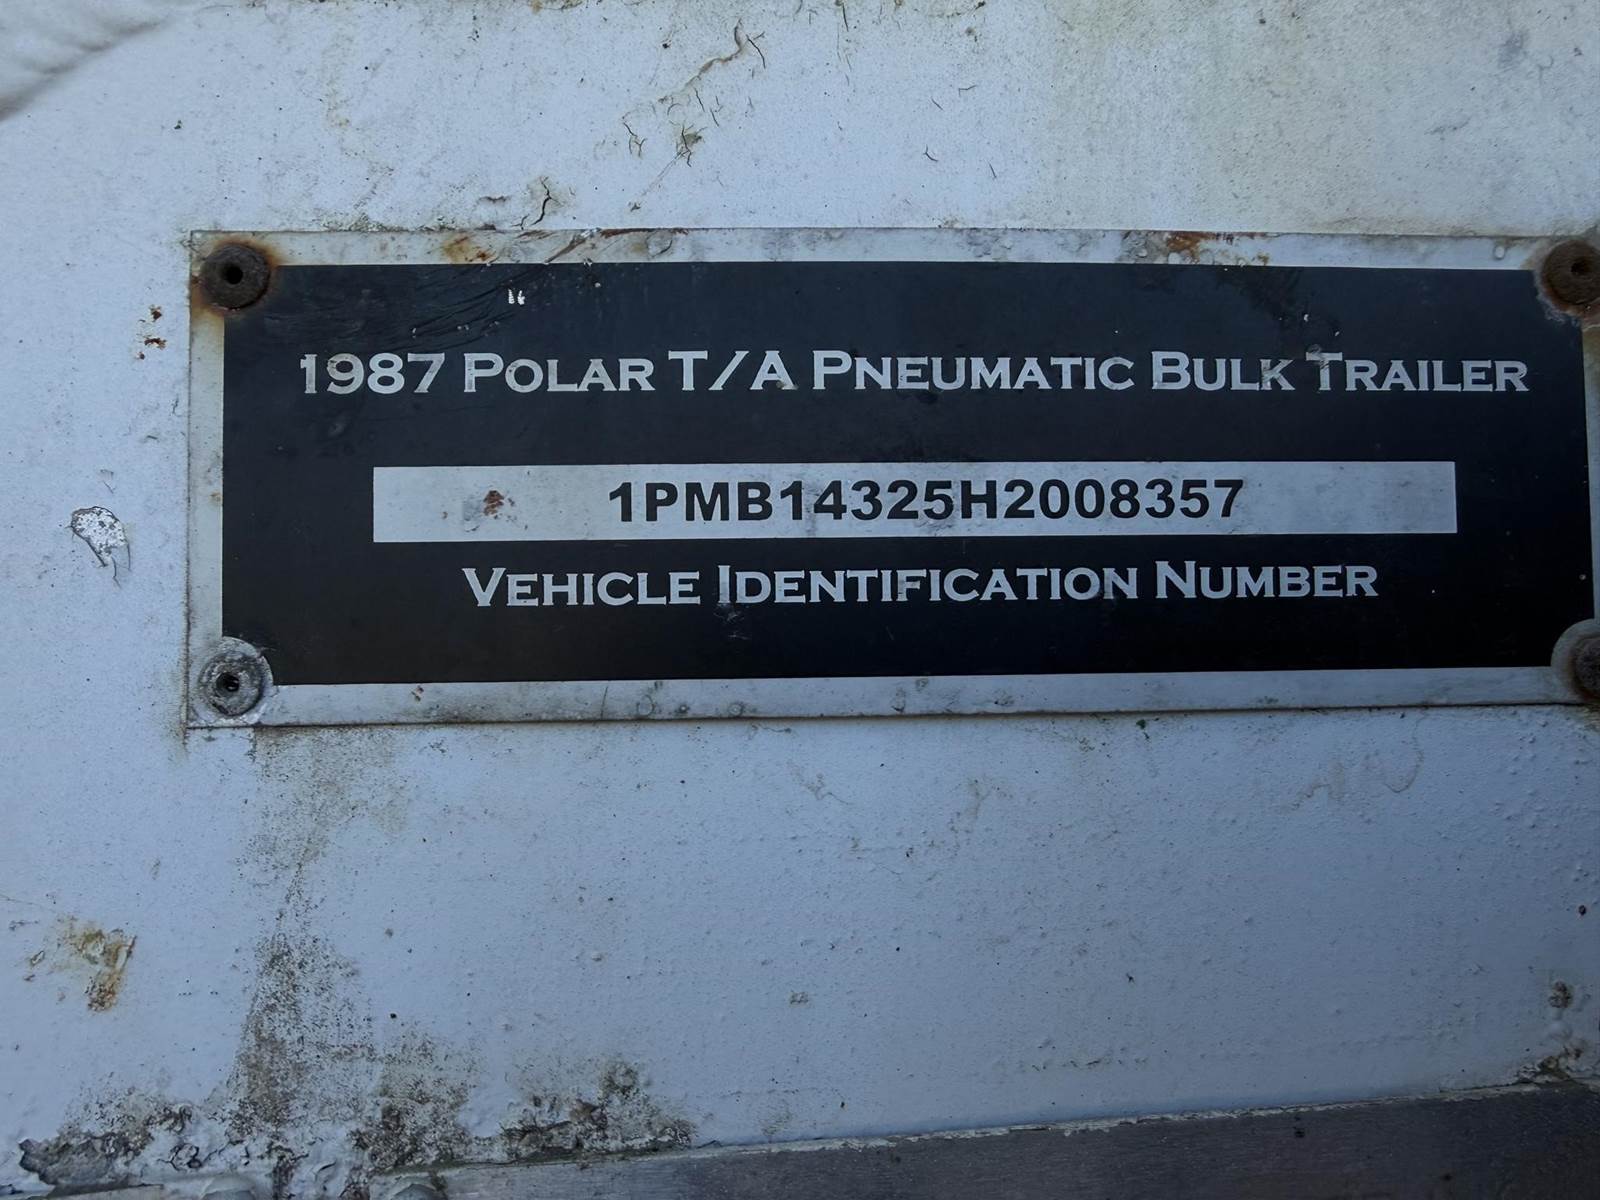 1987 POLAR T/A PNEUMATIC BULK TRAILER
1PMB14325H2008357
VEHICLE IDENTIFICATION NUMBER